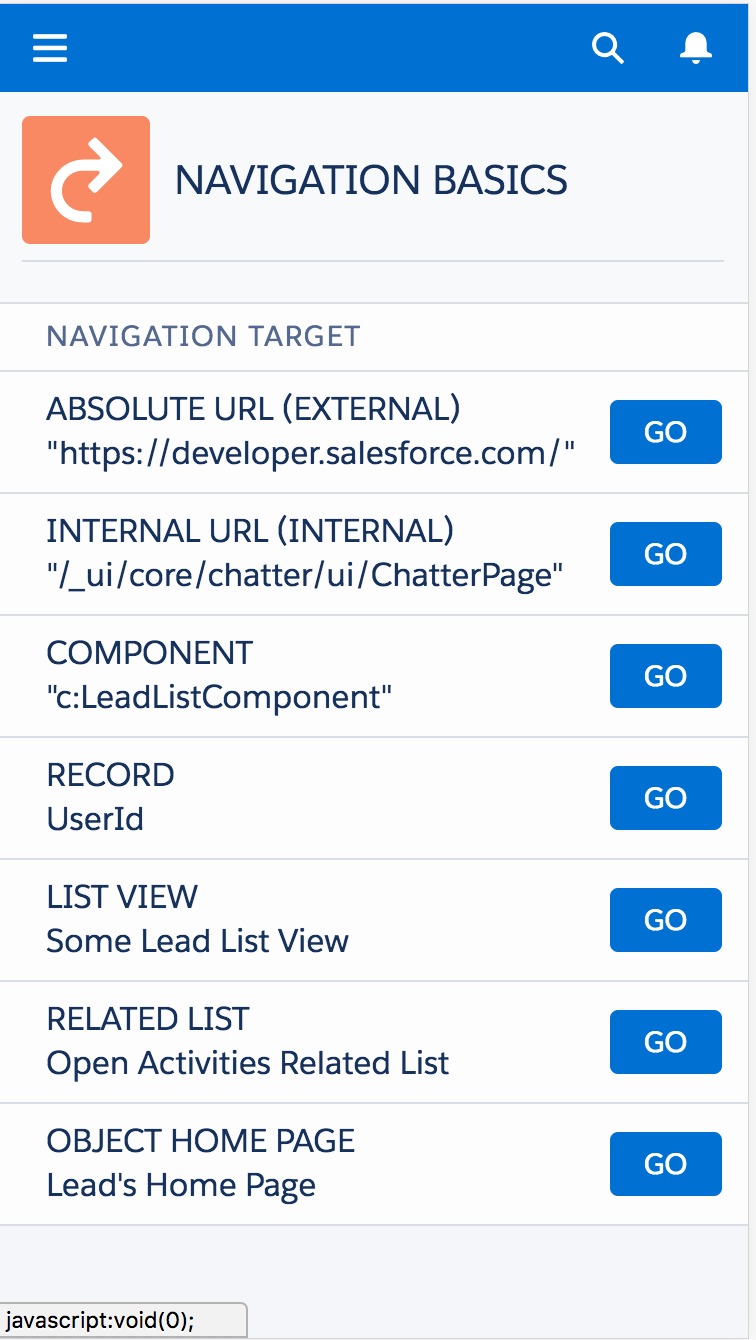 NAVIGATION BASICS
NAVIGATION TARGET
ABSOLUTE URL (EXTERNAL)
"https://developer.salesforce.com/"
GO
INTERNAL URL (INTERNAL)
"/_ui/core/chatter/ui/ChatterPage"
GO
COMPONENT
"c:LeadListComponent"
GO
RECORD
UserId
GO
LIST VIEW
Some Lead List View
GO
RELATED LIST
Open Activities Related List
GO
OBJECT HOME PAGE
Lead's Home Page
GO
javascript:void(0);